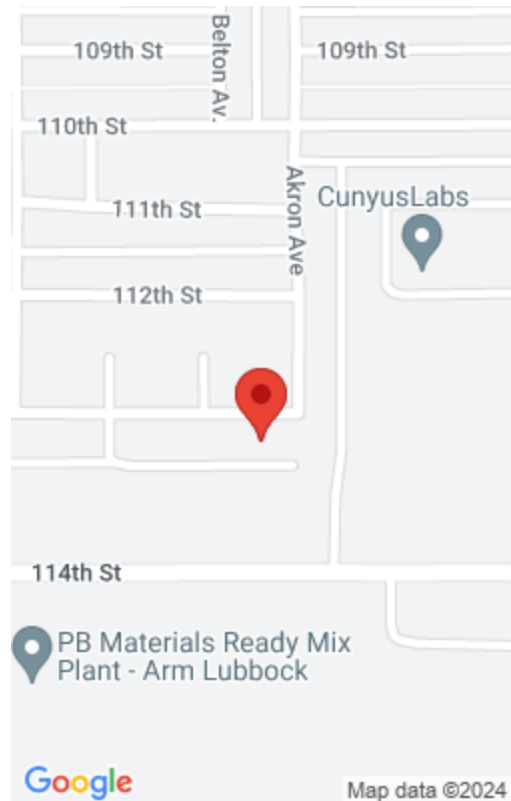 Belton Av.
109th St
109th St
110th St
Akron Ave
111th St
CunyusLabs
112th St
114th St
PB Materials Ready Mix
Plant - Arm Lubbock
Google
Map data ©2024